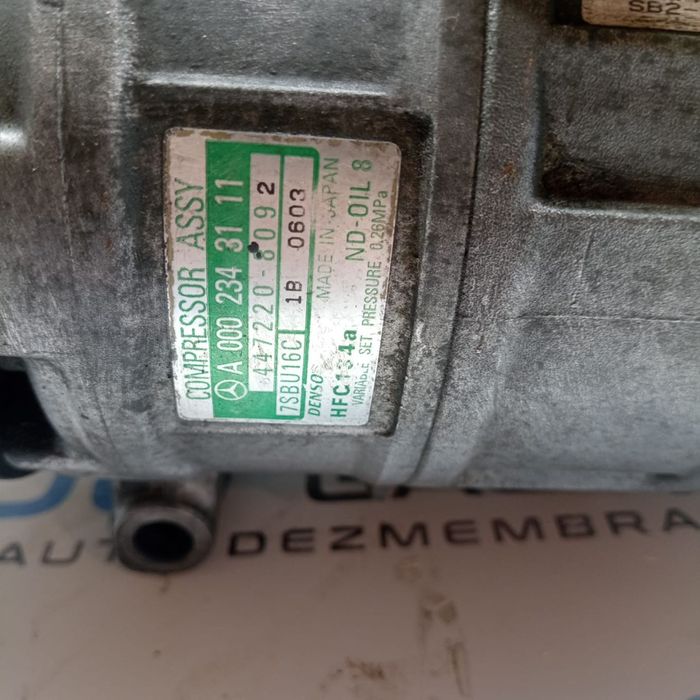 COMPRESSOR ASSY
A 000 234 31 11
447220-8092
7SBU16C 1B 0603
DENSO MADE IN JAPAN
HFC134a ND-OIL 8
VARIABLE SET PRESSURE 0.26MPa
SB2-
AUTO DEZMEMBRA